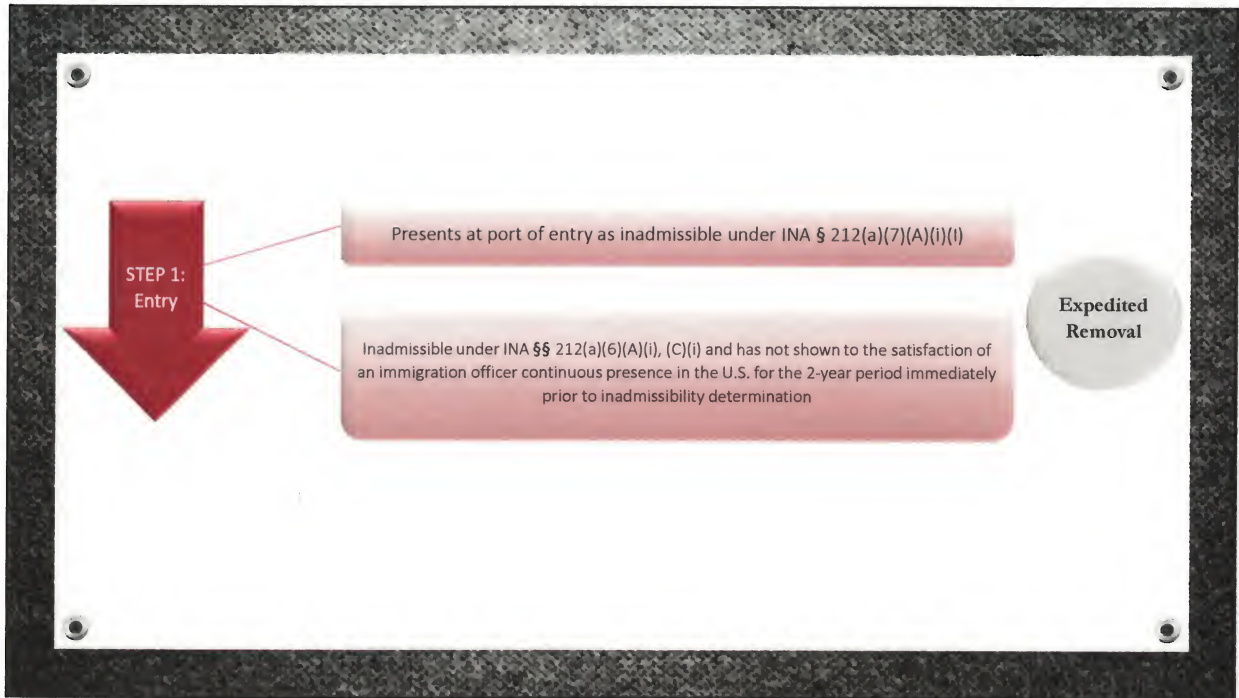 STEP 1:
Entry
Presents at port of entry as inadmissible under INA § 212(a)(7)(A)(i)(I)
Inadmissible under INA §§ 212(a)(6)(A)(i), (C)(i) and has not shown to the satisfaction of
an immigration officer continuous presence in the U.S. for the 2-year period immediately
prior to inadmissibility determination
Expedited
Removal